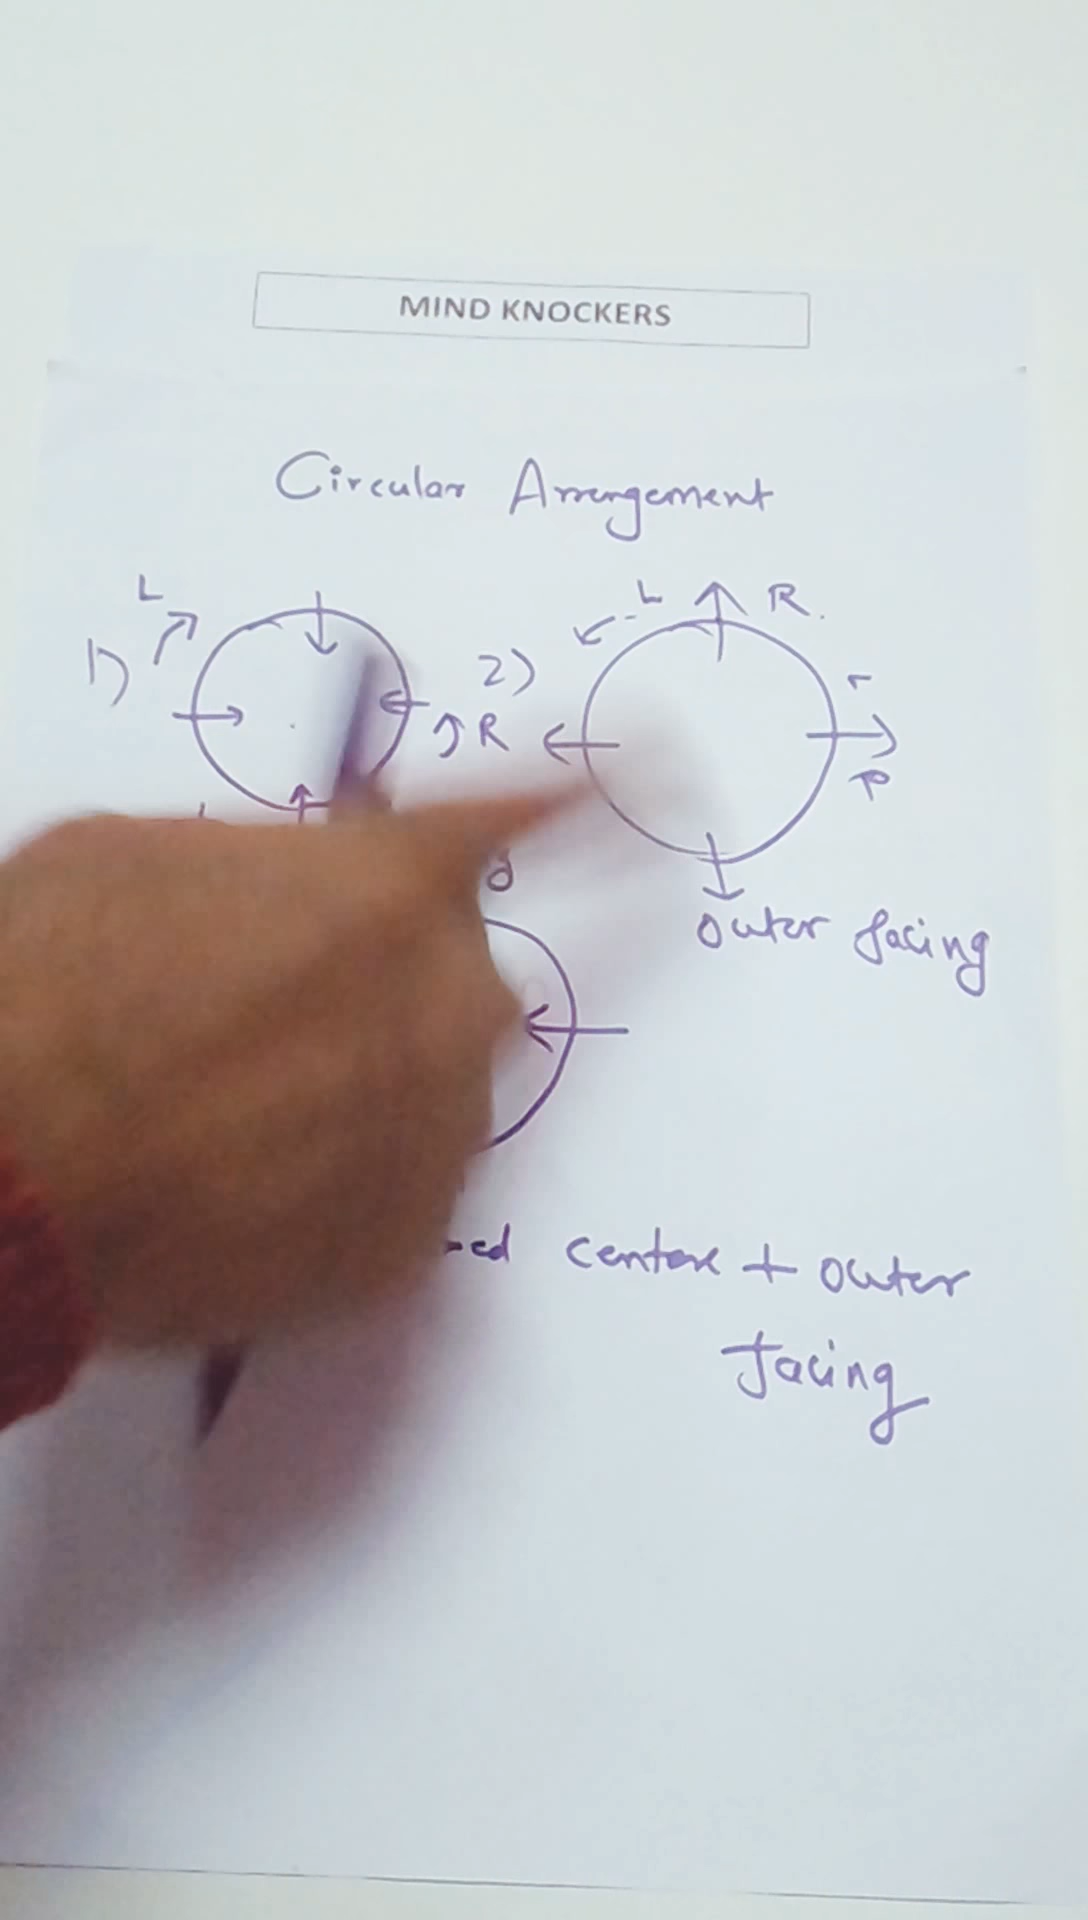 MIND KNOCKERS
Circular Arrangement
L
1)
R
2)
L R.
outer facing
centre + outer
facing